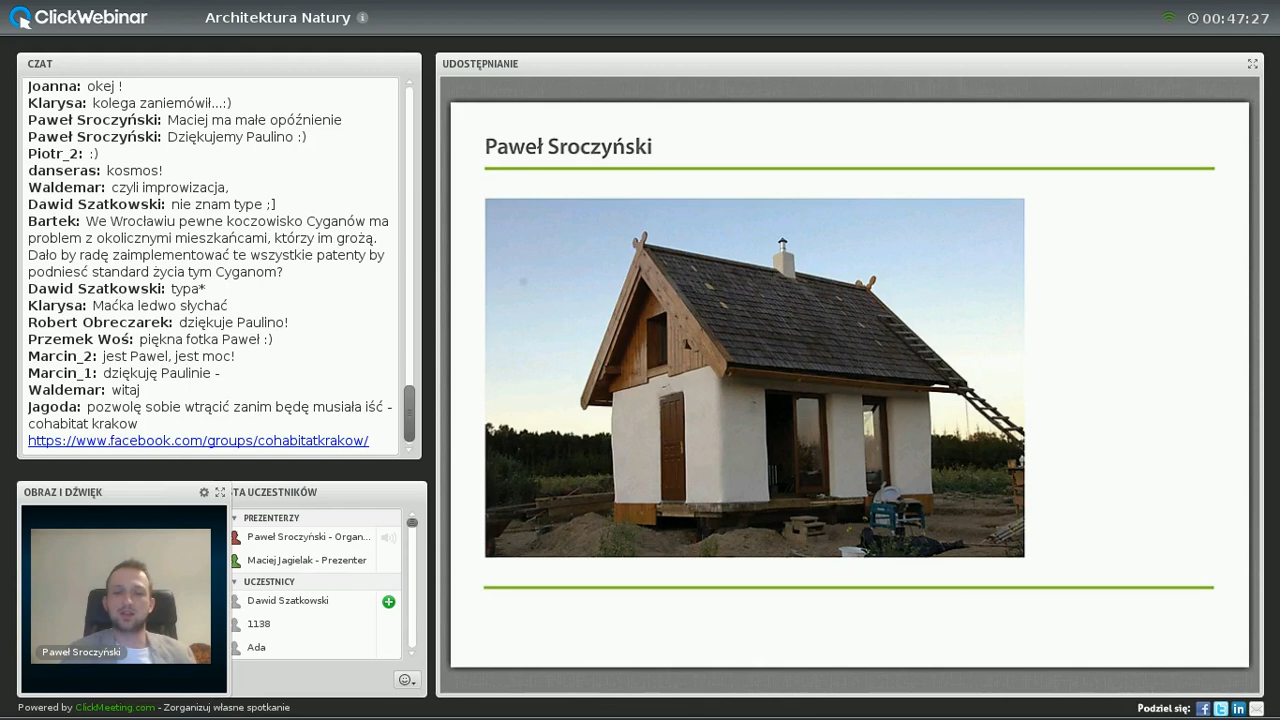 ClickWebinar
Architektura Natury
00:47:27
CZAT
Joanna: okej !
Klarysa: kolega zaniemówił...:)
Paweł Sroczyński: Maciej ma małe opóźnienie
Paweł Sroczyński: Dziękujemy Paulino :)
Piotr_2: :)
danseras: kosmos!
Waldemar: czyli improwizacja,
Dawid Szatkowski: nie znam type ;]
Bartek: We Wrocławiu pewne koczowisko Cyganów ma
problem z okolicznymi mieszkańcami, którzy im grożą.
Dało by radę zaimplementować te wszystkie patenty by
podnieść standard życia tym Cyganom?
Dawid Szatkowski: typa*
Klarysa: Maćka ledwo słychać
Robert Obreczarek: dziękuje Paulino!
Przemek Woś: piękna fotka Paweł :)
Marcin_2: jest Pawel, jest moc!
Marcin_1: dziękuję Paulinie -
Waldemar: witaj
Jagoda: pozwolę sobie wtrącić zanim będę musiała iść -
cohabitat krakow
https://www.facebook.com/groups/cohabitatkrakow/
OBRAZ I DŹWIĘK
Paweł Sroczyński
TA UCZESTNIKÓW
PREZENTERZY
Paweł Sroczyński - Organ...
Maciej Jagielak - Prezenter
UCZESTNICY
Dawid Szatkowski
1138
Ada
UDOSTĘPNIANIE
Paweł Sroczyński
Powered by ClickMeeting.com - Zorganizuj własne spotkanie
Podziel się: